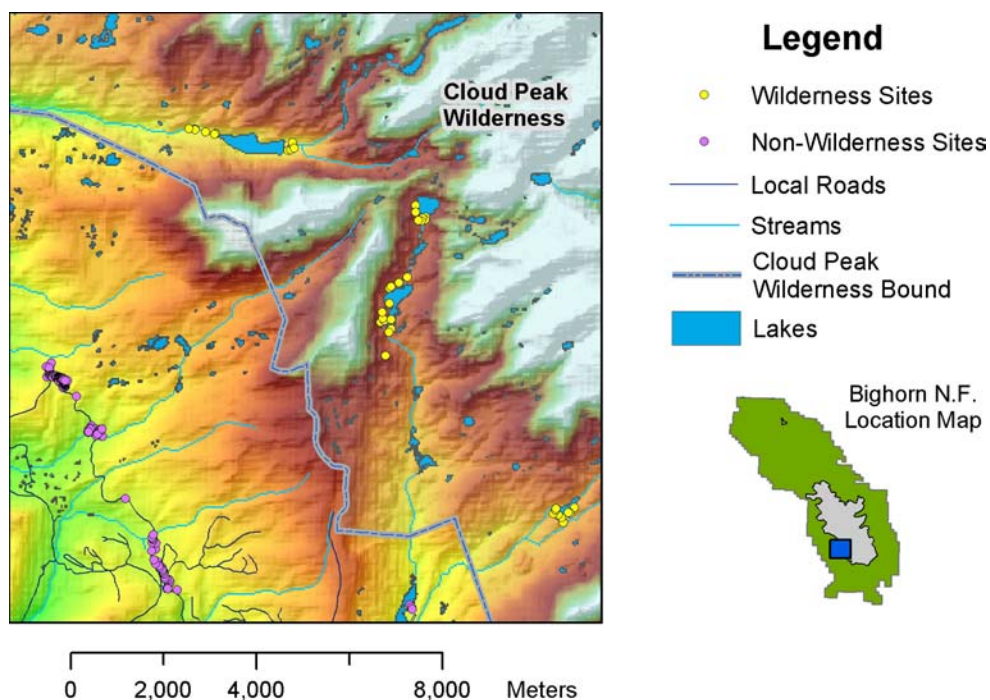 Cloud Peak
Wilderness
Legend
Wilderness Sites
Non-Wilderness Sites
Local Roads
Streams
Cloud Peak
Wilderness Bound
Lakes
Bighorn N.F.
Location Map
0 2,000 4,000 8,000 Meters